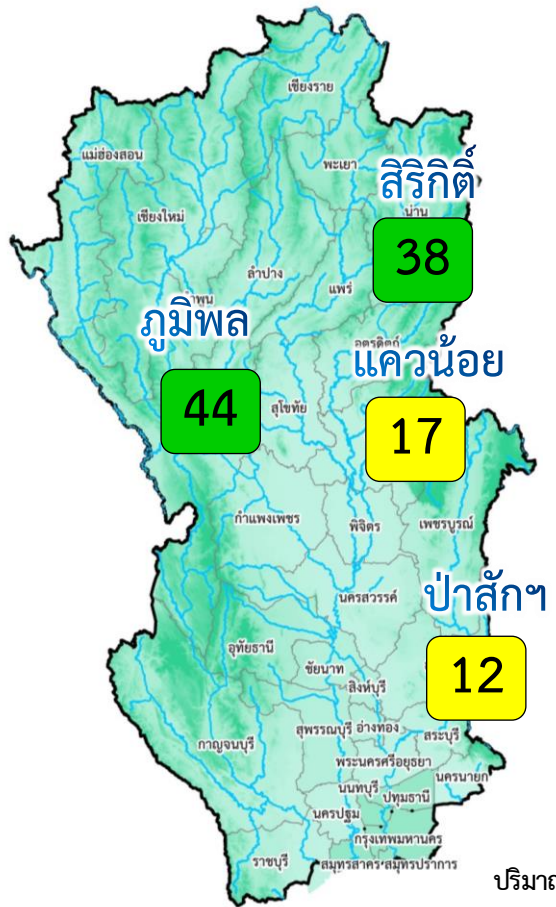 เชียงราย
แม่ฮ่องสอน
พะเยา
สิริกิติ์
น่าน
เชียงใหม่
38
ลำปาง
แพร่
ลำพูน
ภูมิพล
อุตรดิตถ์
แควน้อย
44
สุโขทัย
17
กำแพงเพชร
พิจิตร
เพชรบูรณ์
นครสวรรค์
ป่าสักฯ
อุทัยธานี
ชัยนาท
12
สิงห์บุรี
สุพรรณบุรี อ่างทอง
สระบุรี
กาญจนบุรี
พระนครศรีอยุธยา
นครนายก
นนทบุรี
ปทุมธานี
นครปฐม
กรุงเทพมหานคร
ราชบุรี
สมุทรสาคร สมุทรปราการ